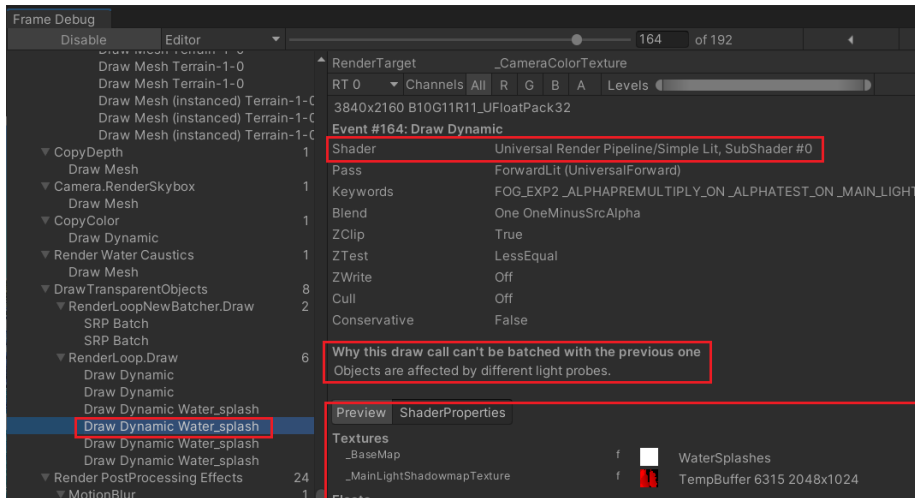 Frame Debug
Disable Editor 164 of 192
Draw Mesh Terrain-1-0
Draw Mesh Terrain-1-0
Draw Mesh Terrain-1-0
Draw Mesh (instanced) Terrain-1-0
Draw Mesh (instanced) Terrain-1-0
Draw Mesh (instanced) Terrain-1-0
CopyDepth 1
Draw Mesh
Camera.RenderSkybox 1
Draw Mesh
CopyColor 1
Draw Dynamic
Render Water Caustics 1
Draw Mesh
DrawTransparentObjects 8
RenderLoopNewBatcher.Draw 2
SRP Batch
SRP Batch
RenderLoop.Draw 6
Draw Dynamic
Draw Dynamic
Draw Dynamic Water_splash
Draw Dynamic Water_splash
Draw Dynamic Water_splash
Draw Dynamic Water_splash
Render PostProcessing Effects 24
MotionBlur 1
RenderTarget _CameraColorTexture
RT 0 Channels All R G B A Levels
3840x2160 B10G11R11_UFloatPack32
Event #164: Draw Dynamic
Shader Universal Render Pipeline/Simple Lit, SubShader #0
Pass ForwardLit (UniversalForward)
Keywords FOG_EXP2 _ALPHAPREMULTIPLY_ON _ALPHATEST_ON _MAIN_LIGHT
Blend One OneMinusSrcAlpha
ZClip True
ZTest LessEqual
ZWrite Off
Cull Off
Conservative False
Why this draw call can't be batched with the previous one
Objects are affected by different light probes.
Preview ShaderProperties
Textures
_BaseMap f WaterSplashes
_MainLightShadowmapTexture f TempBuffer 6315 2048x1024